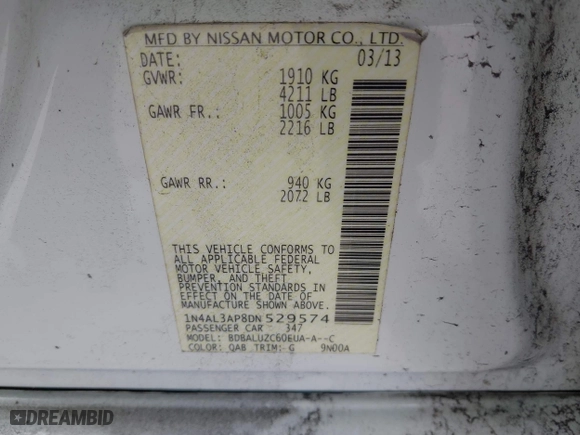 MFD BY NISSAN MOTOR CO., LTD.
DATE: 03/13
GVWR: 1910 KG
4211 LB
GAWR FR.: 1005 KG
2216 LB
GAWR RR.: 940 KG
2072 LB
THIS VEHICLE CONFORMS TO
ALL APPLICABLE FEDERAL
MOTOR VEHICLE SAFETY,
BUMPER, AND THEFT
PREVENTION STANDARDS IN
EFFECT ON THE DATE OF
MANUFACTURE SHOWN ABOVE.
1N4AL3AP8DN529574
PASSENGER CAR 347
MODEL: BDBALUZC60EUA-A--C
COLOR: QAB TRIM: G 9N00A
DREAMBID